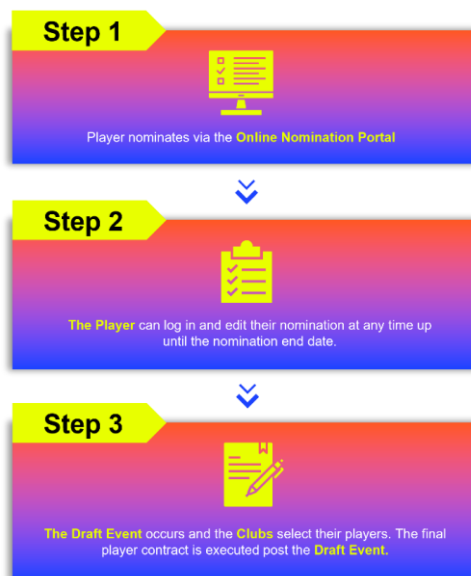 Step 1
Player nominates via the Online Nomination Portal
Step 2
The Player can log in and edit their nomination at any time up
until the nomination end date.
Step 3
The Draft Event occurs and the Clubs select their players. The final
player contract is executed post the Draft Event.